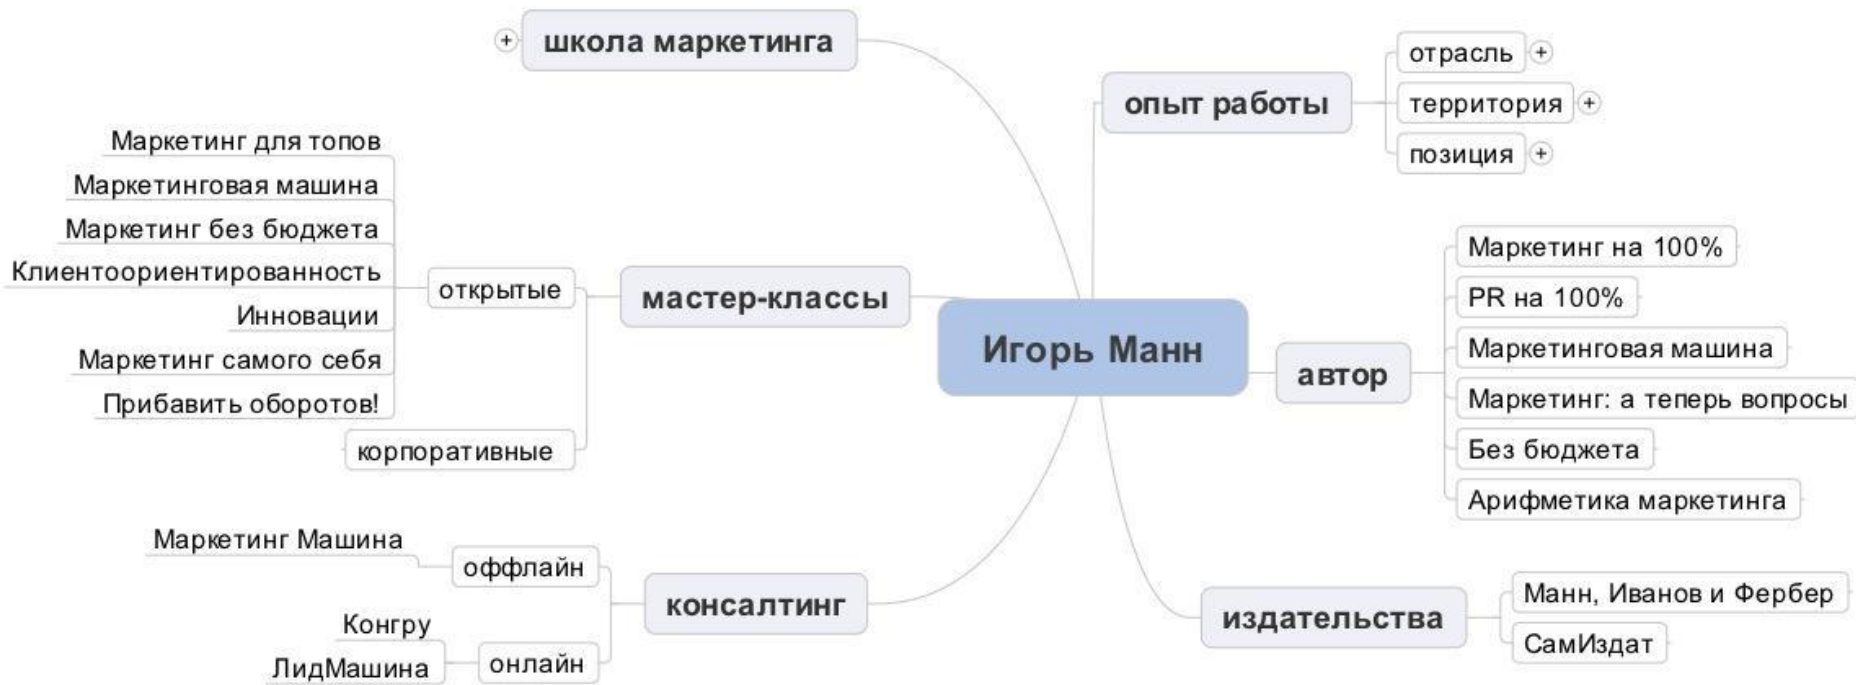 школа маркетинга
опыт работы
отрасль
территория
позиция
Маркетинг для топов
Маркетинговая машина
Маркетинг без бюджета
Клиентоориентированность
Инновации
Маркетинг самого себя
Прибавить оборотов!
открытые
корпоративные
мастер-классы
Игорь Манн
автор
Маркетинг на 100%
PR на 100%
Маркетинговая машина
Маркетинг: а теперь вопросы
Без бюджета
Арифметика маркетинга
Маркетинг Машина
оффлайн
Конгру
ЛидМашина
онлайн
консалтинг
издательства
Манн, Иванов и Фербер
СамИздат